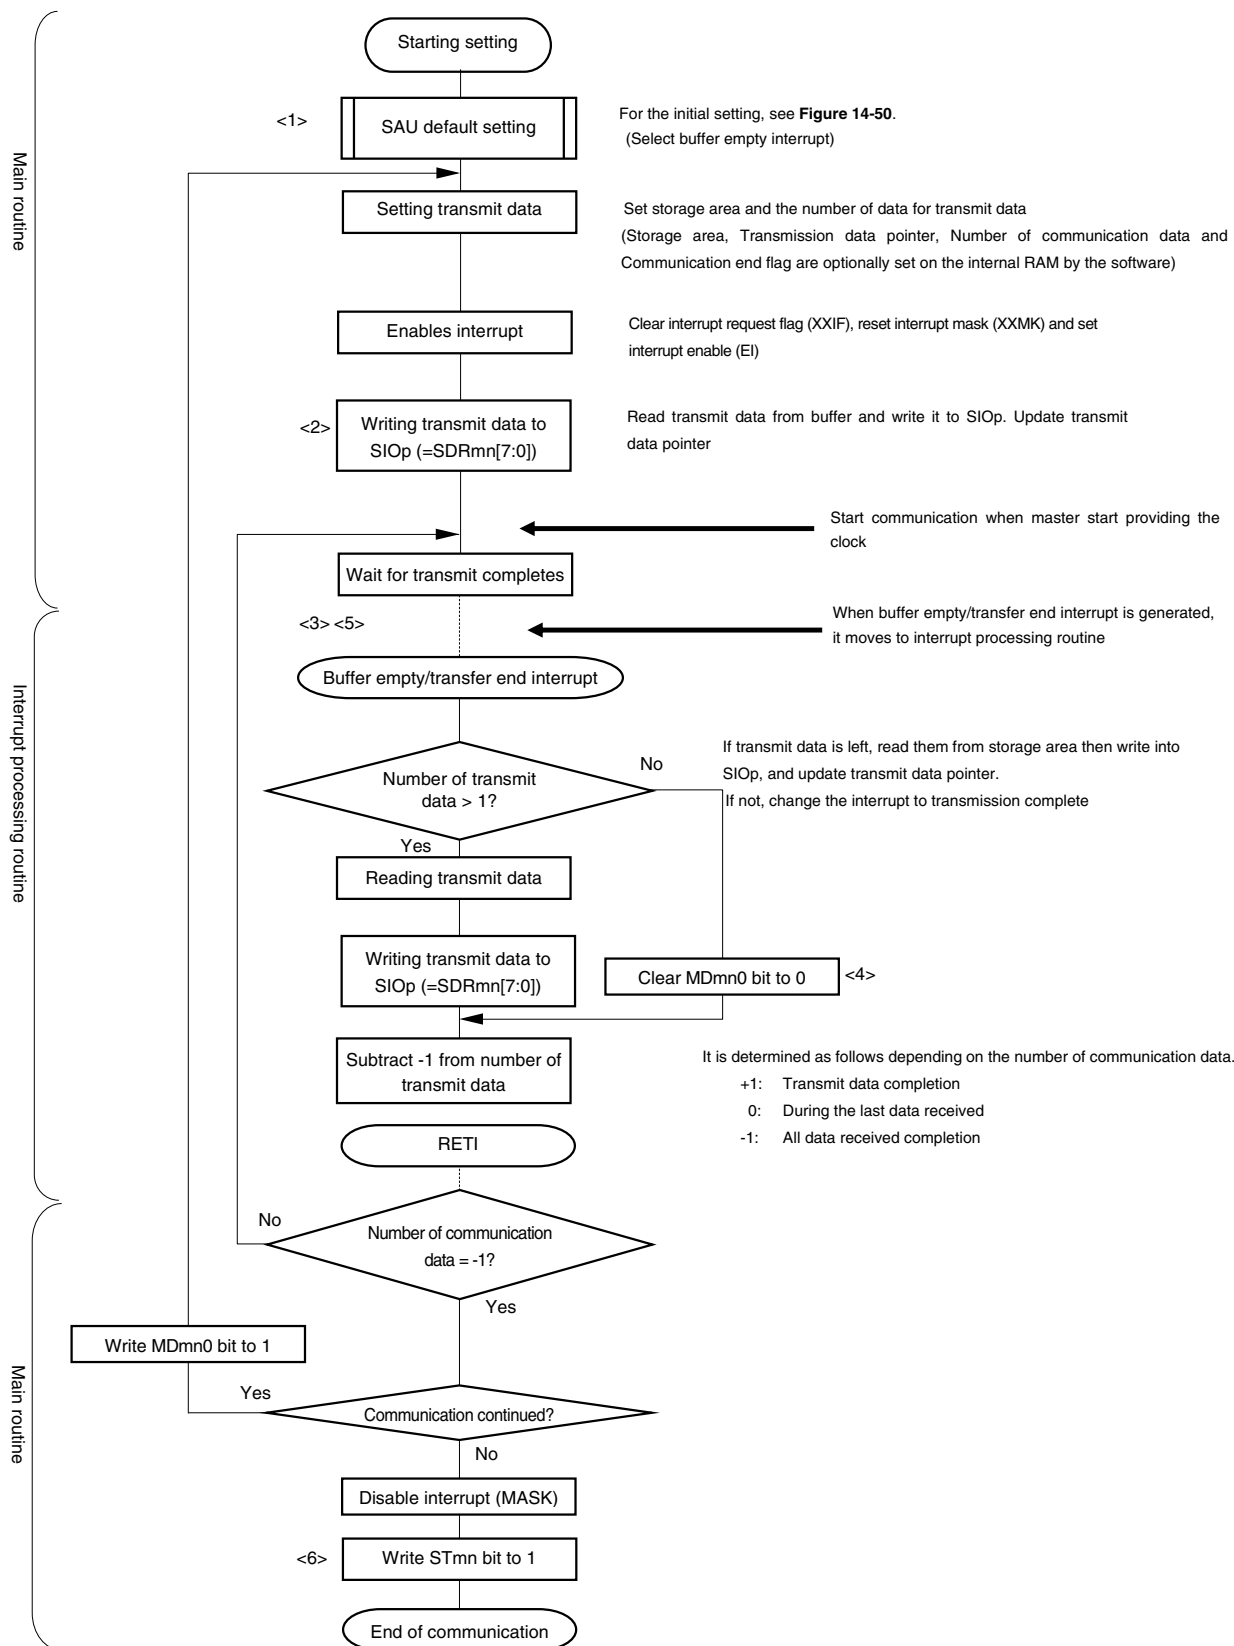 Starting setting
<1>
SAU default setting
For the initial setting, see Figure 14-50.
(Select buffer empty interrupt)
Main routine
Setting transmit data
Set storage area and the number of data for transmit data
(Storage area, Transmission data pointer, Number of communication data and
Communication end flag are optionally set on the internal RAM by the software)
Enables interrupt
Clear interrupt request flag (XXIF), reset interrupt mask (XXMK) and set
interrupt enable (EI)
<2>
Writing transmit data to
SIOp (=SDRmn[7:0])
Read transmit data from buffer and write it to SIOp. Update transmit
data pointer
Start communication when master start providing the
clock
Wait for transmit completes
<3> <5>
When buffer empty/transfer end interrupt is generated,
it moves to interrupt processing routine
Buffer empty/transfer end interrupt
Interrupt processing routine
Number of transmit
data > 1?
No
If transmit data is left, read them from storage area then write into
SIOp, and update transmit data pointer.
If not, change the interrupt to transmission complete
Yes
Reading transmit data
Writing transmit data to
SIOp (=SDRmn[7:0])
Clear MDmn0 bit to 0
<4>
Subtract -1 from number of
transmit data
It is determined as follows depending on the number of communication data.
+1: Transmit data completion
0: During the last data received
-1: All data received completion
RETI
No
Number of communication
data = -1?
Yes
Write MDmn0 bit to 1
Main routine
Yes
Communication continued?
No
Disable interrupt (MASK)
<6>
Write STmn bit to 1
End of communication